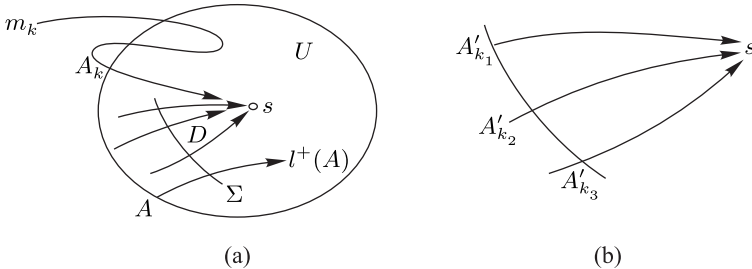 m_k
U
A_k
s
D
l^+(A)
Σ
A
(a)
A'_{k_1}
s
A'_{k_2}
A'_{k_3}
(b)